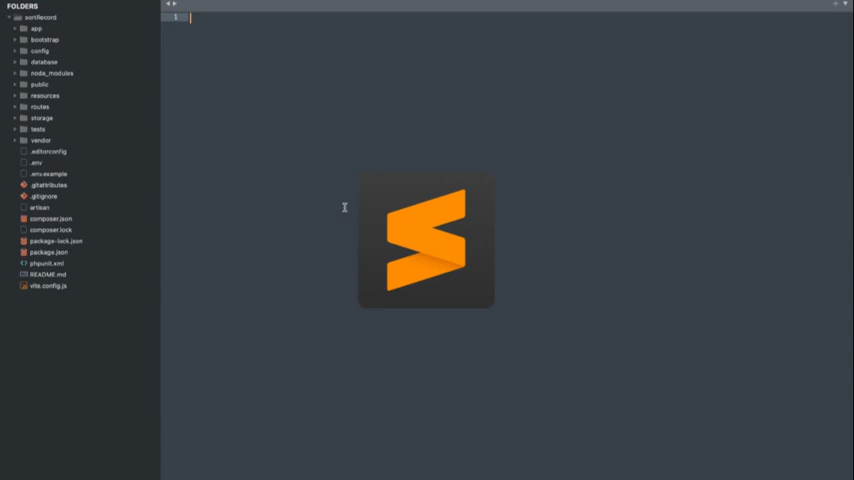 FOLDERS
sortRecord
app
bootstrap
config
database
node_modules
public
resources
routes
storage
tests
vendor
.editorconfig
.env
.env.example
.gitattributes
.gitignore
artisan
composer.json
composer.lock
package-lock.json
package.json
phpunit.xml
README.md
vite.config.js
1